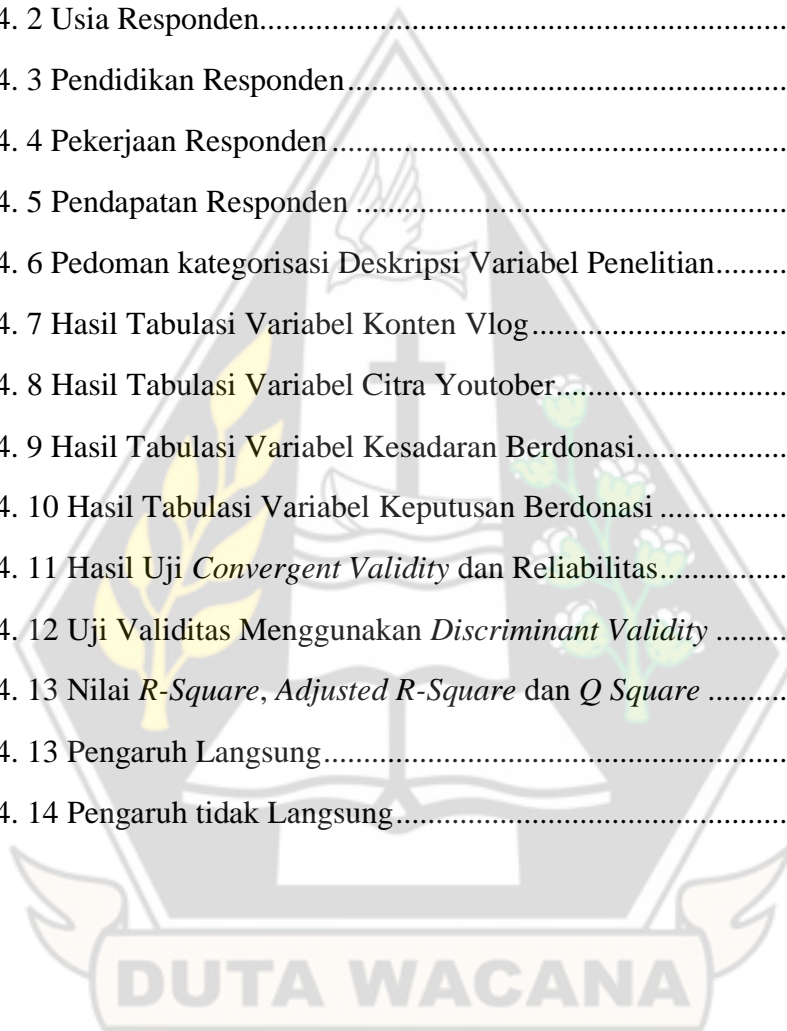 4. 2 Usia Responden....................................................................................
4. 3 Pendidikan Responden........................................................................
4. 4 Pekerjaan Responden..........................................................................
4. 5 Pendapatan Responden ......................................................................
4. 6 Pedoman kategorisasi Deskripsi Variabel Penelitian.........
4. 7 Hasil Tabulasi Variabel Konten Vlog..........................................
4. 8 Hasil Tabulasi Variabel Citra Youtober.....................................
4. 9 Hasil Tabulasi Variabel Kesadaran Berdonasi.....................
4. 10 Hasil Tabulasi Variabel Keputusan Berdonasi ................
4. 11 Hasil Uji Convergent Validity dan Reliabilitas................
4. 12 Uji Validitas Menggunakan Discriminant Validity .........
4. 13 Nilai R-Square, Adjusted R-Square dan Q Square ..........
4. 13 Pengaruh Langsung..........................................................................
4. 14 Pengaruh tidak Langsung................................................................
DUTA WACANA